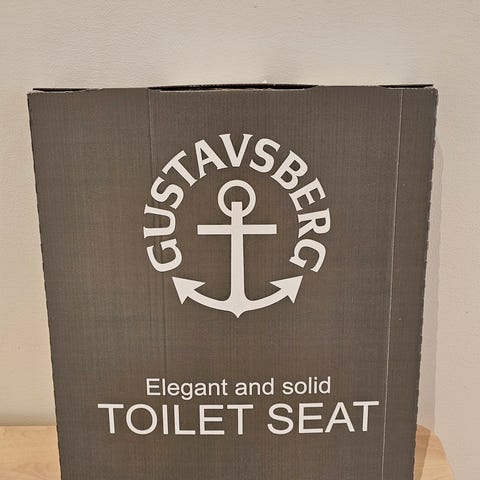 GUSTAVSBERG
Elegant and solid
TOILET SEAT